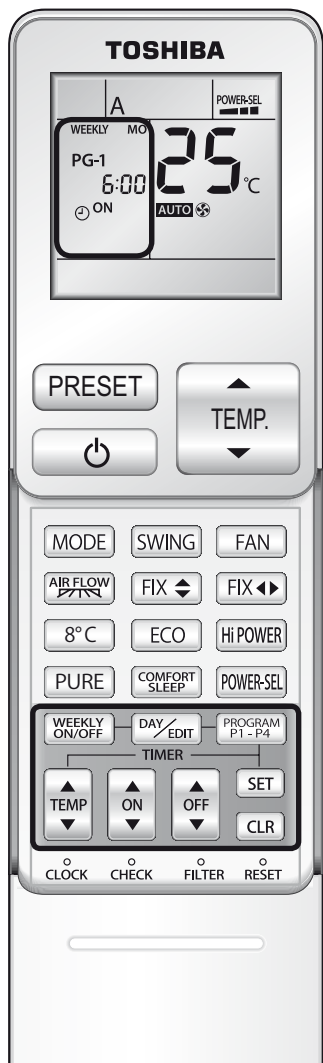 TOSHIBA
A POWER-SEL
WEEKLY MO
PG-1
6:00
ON
25°C
AUTO
PRESET
TEMP.
MODE SWING FAN
AIR FLOW FIX FIX
8°C ECO Hi POWER
PURE COMFORT SLEEP POWER-SEL
WEEKLY ON/OFF DAY/EDIT PROGRAM P1 - P4
TIMER
TEMP ON OFF SET
CLR
CLOCK CHECK FILTER RESET